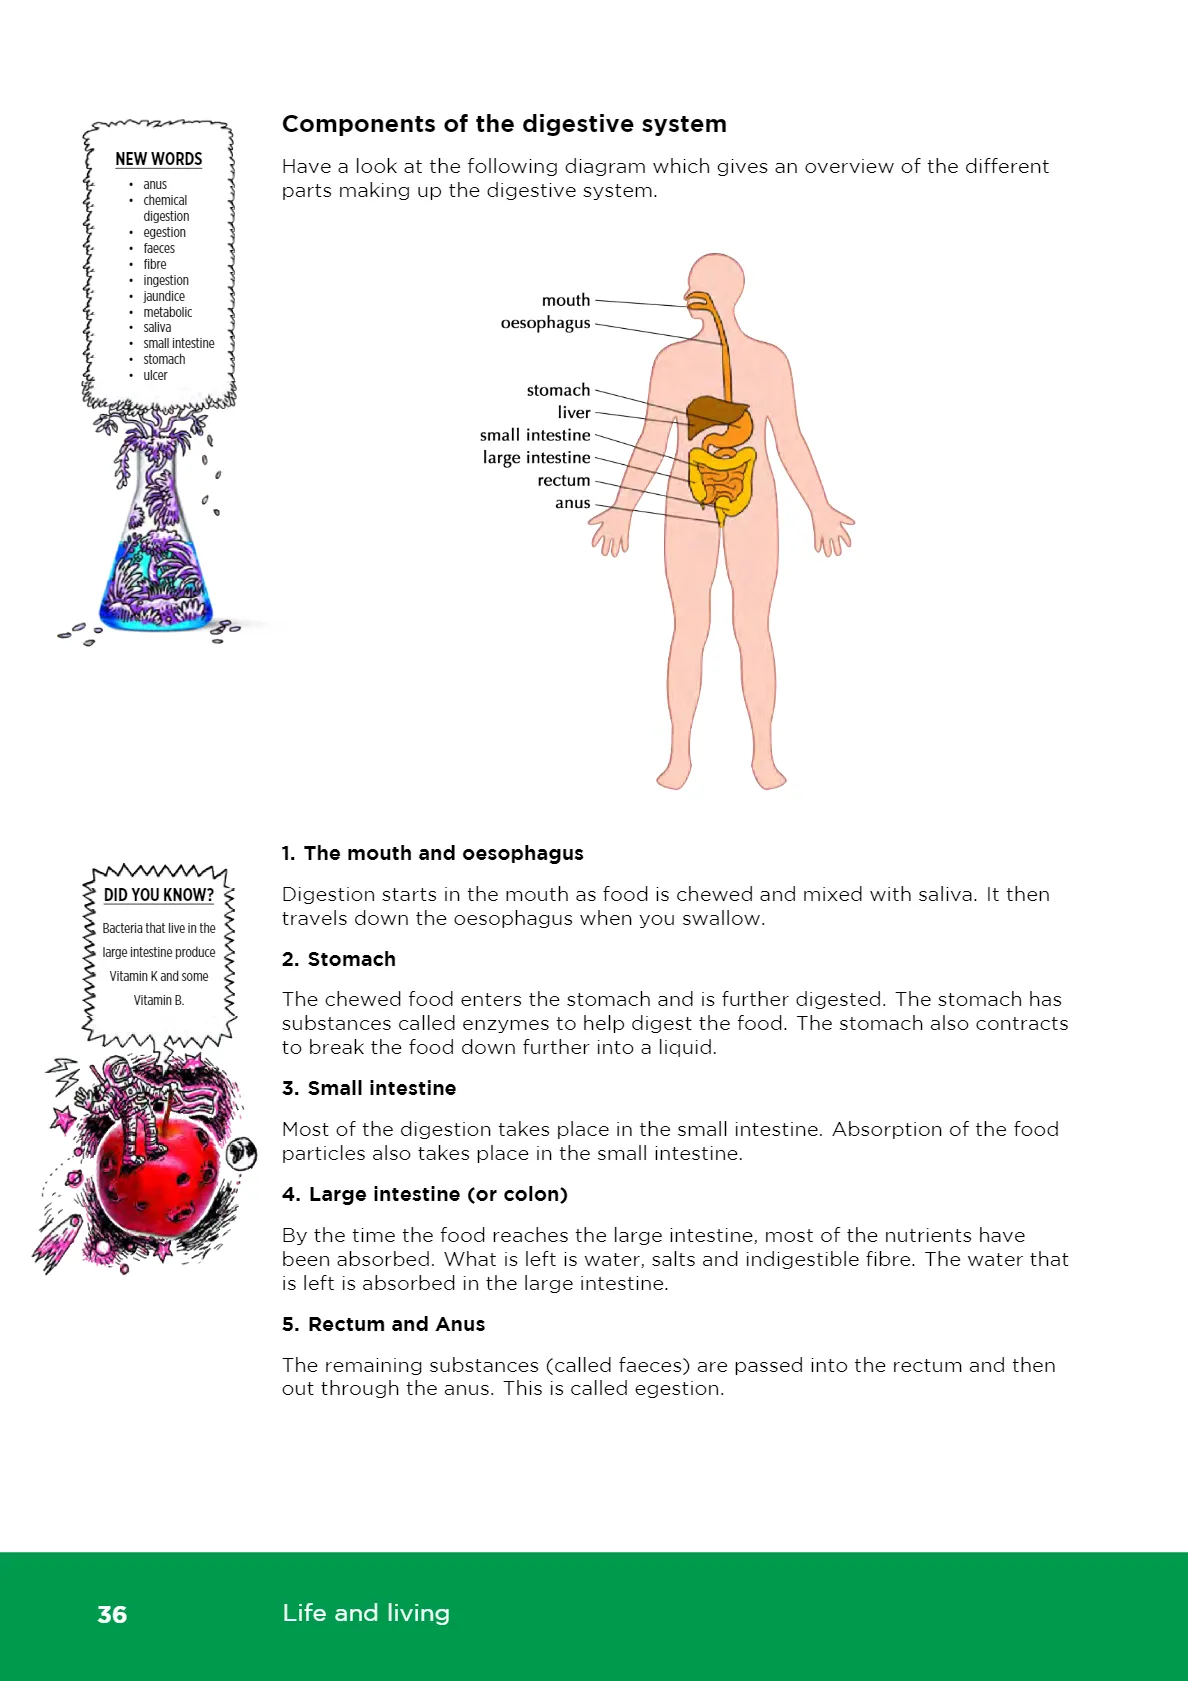 Components of the digestive system
Have a look at the following diagram which gives an overview of the different
parts making up the digestive system.
NEW WORDS
• anus
• chemical
digestion
• egestion
• faeces
• fibre
• ingestion
• jaundice
• metabolic
• saliva
• small intestine
• stomach
• ulcer
mouth
oesophagus
stomach
liver
small intestine
large intestine
rectum
anus
1. The mouth and oesophagus
Digestion starts in the mouth as food is chewed and mixed with saliva. It then
travels down the oesophagus when you swallow.
2. Stomach
The chewed food enters the stomach and is further digested. The stomach has
substances called enzymes to help digest the food. The stomach also contracts
to break the food down further into a liquid.
3. Small intestine
Most of the digestion takes place in the small intestine. Absorption of the food
particles also takes place in the small intestine.
4. Large intestine (or colon)
By the time the food reaches the large intestine, most of the nutrients have
been absorbed. What is left is water, salts and indigestible fibre. The water that
is left is absorbed in the large intestine.
5. Rectum and Anus
The remaining substances (called faeces) are passed into the rectum and then
out through the anus. This is called egestion.
DID YOU KNOW?
Bacteria that live in the
large intestine produce
Vitamin K and some
Vitamin B.
36
Life and living